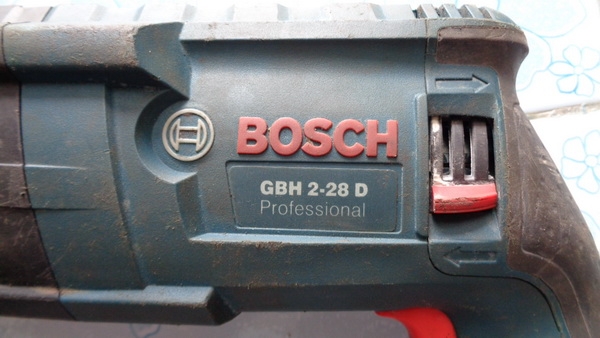 BOSCH
GBH 2-28 D
Professional